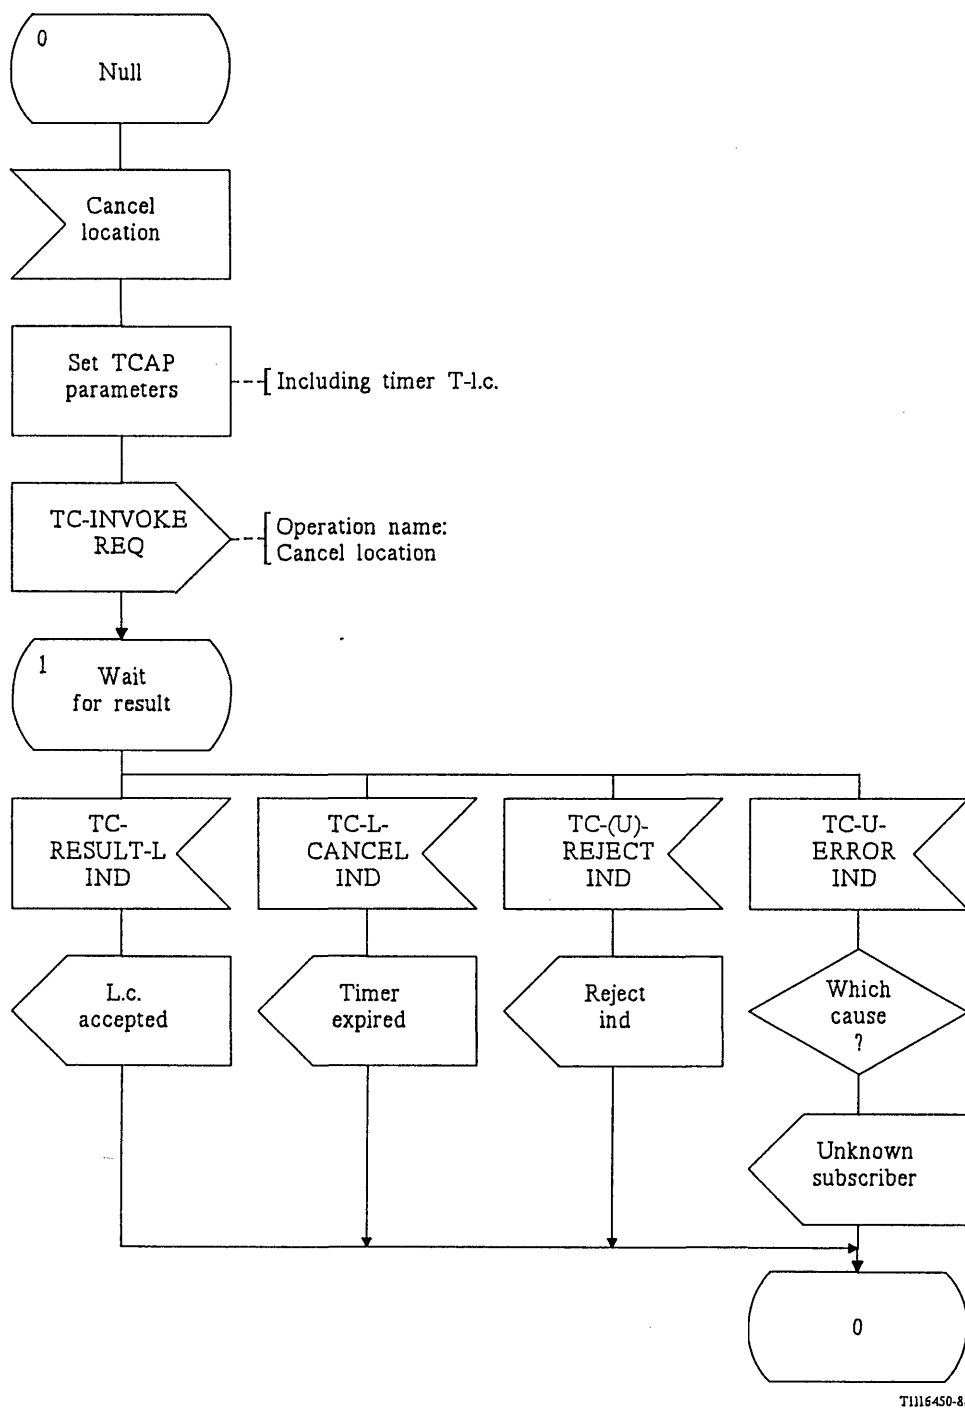 0
Null
Cancel
location
Set TCAP
parameters
Including timer T-l.c.
TC-INVOKE
REQ
Operation name:
Cancel location
1
Wait
for result
TC-
RESULT-L
IND
TC-L-
CANCEL
IND
TC-(U)-
REJECT
IND
TC-U-
ERROR
IND
L.c.
accepted
Timer
expired
Reject
ind
Which
cause
?
Unknown
subscriber
0